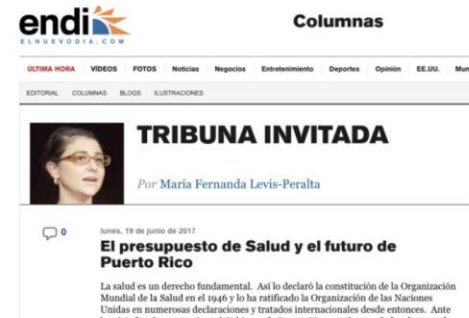 endi
ELNUEVODIA.COM
Columnas
ÚLTIMA HORA VÍDEOS FOTOS Noticias Negocios Entretenimiento Deportes Opinión EE.UU.
EDITORIAL COLUMNAS BLOGS ILUSTRACIONES
TRIBUNA INVITADA
Por María Fernanda Levis-Peralta
0
lunes, 19 de junio de 2017
El presupuesto de Salud y el futuro de
Puerto Rico
La salud es un derecho fundamental. Así lo declaró la constitución de la Organización
Mundial de la Salud en el 1946 y lo ha ratificado la Organización de las Naciones
Unidas en numerosas declaraciones y tratados internacionales desde entonces. Ante